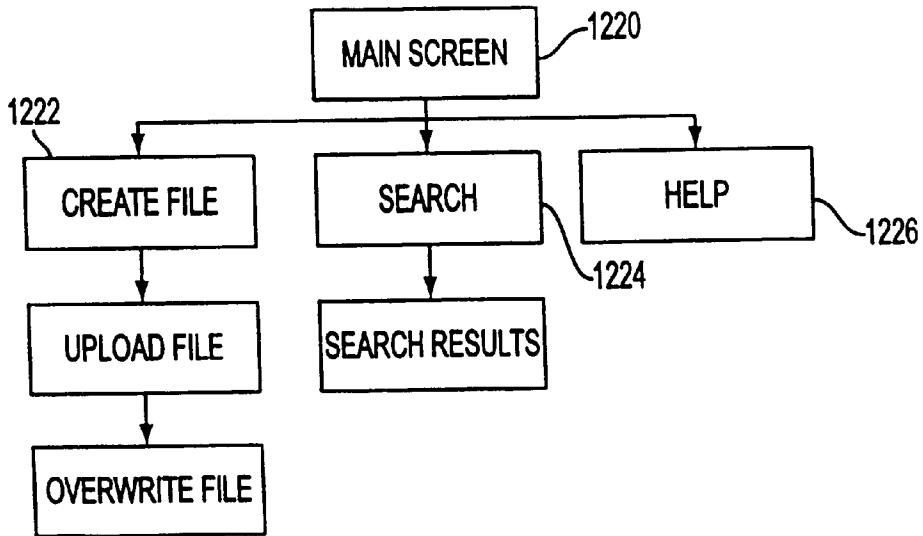 1220
MAIN SCREEN
1222
CREATE FILE
SEARCH
HELP
1224
1226
UPLOAD FILE
SEARCH RESULTS
OVERWRITE FILE